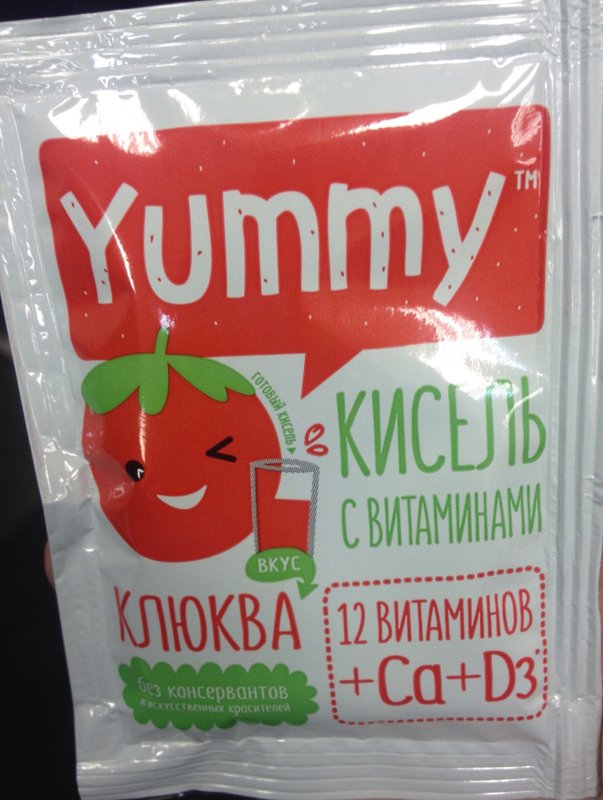 Yummy™
готовый кисель
КИСЕЛЬ
С ВИТАМИНАМИ
ВКУС
КЛЮКВА
12 ВИТАМИНОВ
+Ca+D3*
без консервантов
и искусственных красителей